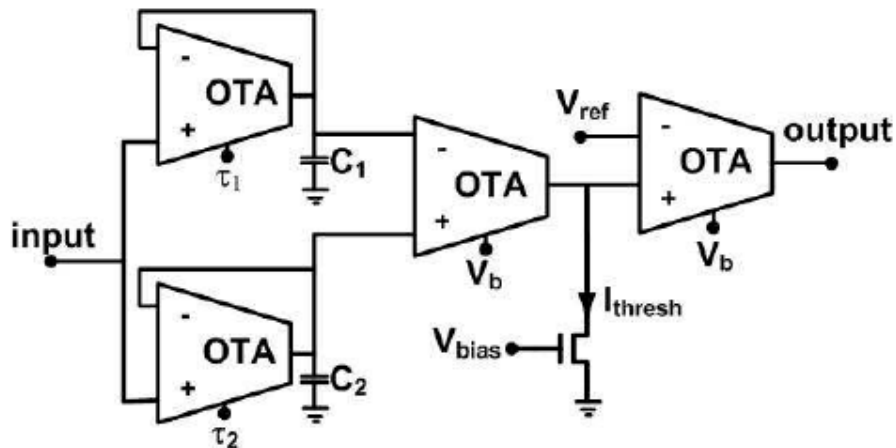 -
OTA
+
τ1
C1
input
-
OTA
+
τ2
C2
-
OTA
+
Vb
Vref
-
OTA
+
Vb
output
Ithresh
Vbias